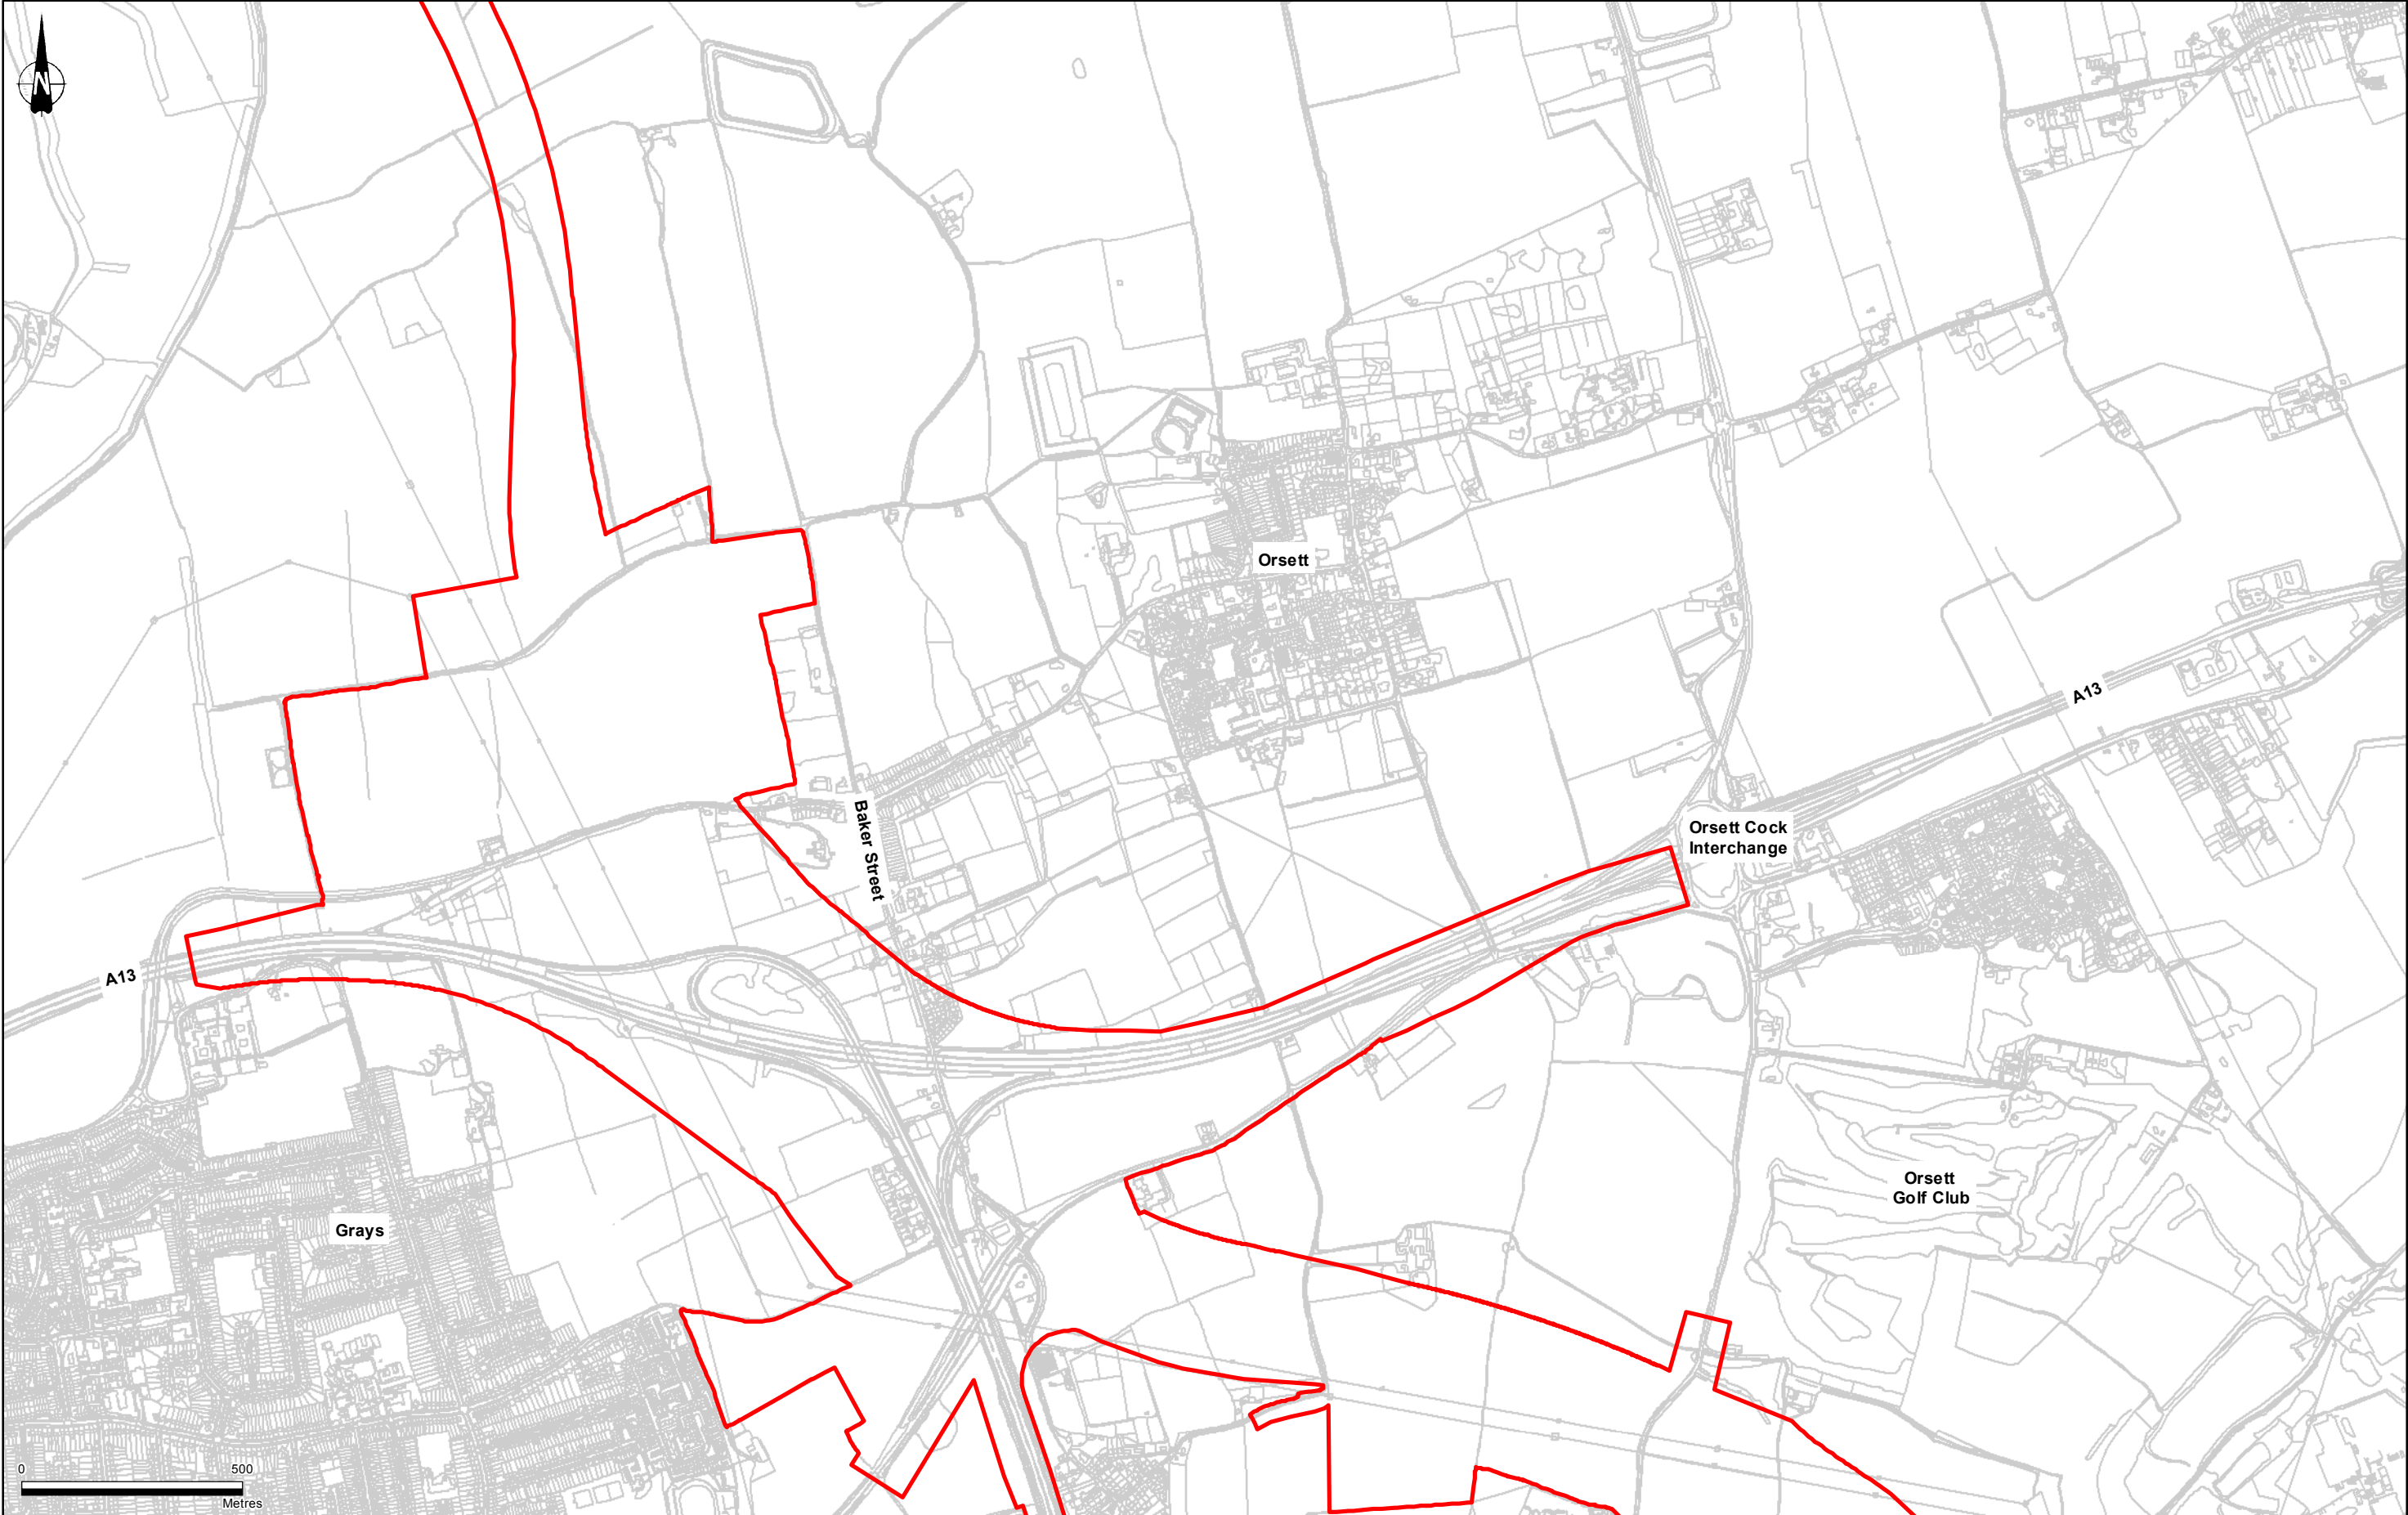 N
Orsett
A13
Baker Street
Orsett Cock
Interchange
A13
Orsett
Golf Club
Grays
0 500
Metres